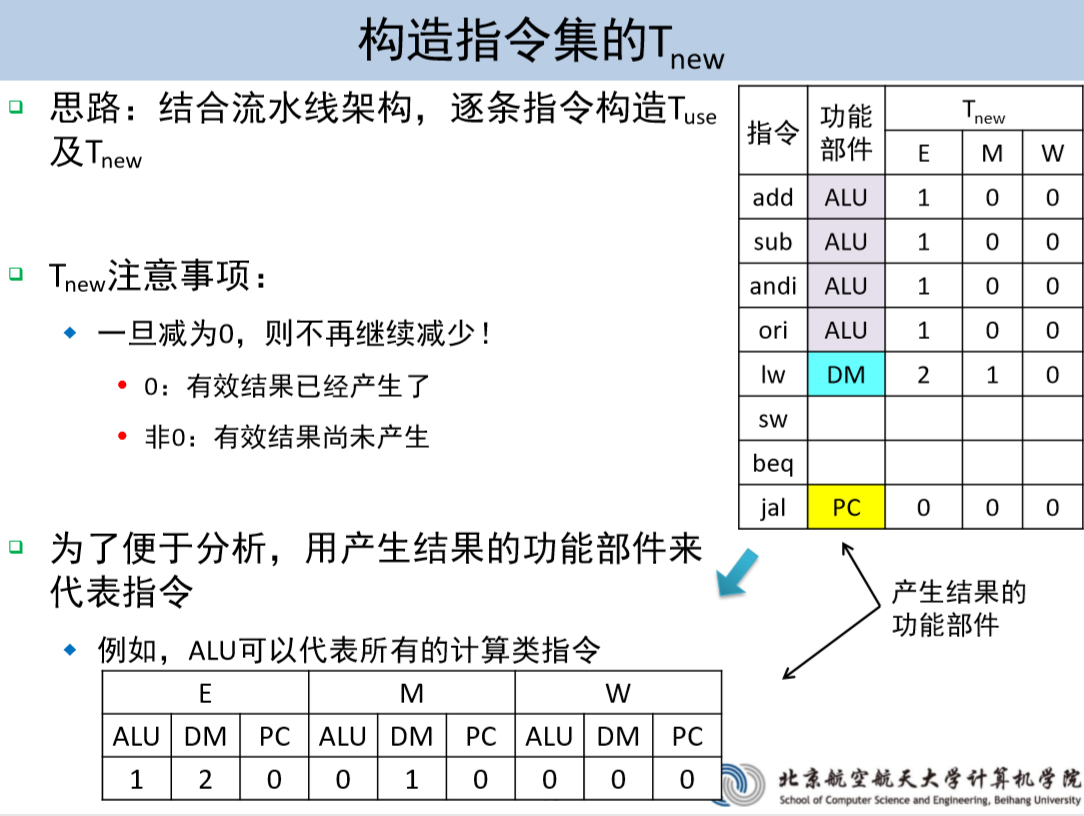 构造指令集的Tnew
思路：结合流水线架构，逐条指令构造Tuse
及Tnew
Tnew注意事项：
一旦减为0，则不再继续减少！
0：有效结果已经产生了
非0：有效结果尚未产生
为了便于分析，用产生结果的功能部件来
代表指令
例如，ALU可以代表所有的计算类指令
E M W
ALU DM PC ALU DM PC ALU DM PC
1 2 0 0 1 0 0 0 0
指令 功能部件 Tnew
E M W
add ALU 1 0 0
sub ALU 1 0 0
andi ALU 1 0 0
ori ALU 1 0 0
lw DM 2 1 0
sw
beq
jal PC 0 0 0
产生结果的
功能部件
北京航空航天大学计算机学院
School of Computer Science and Engineering, Beihang University